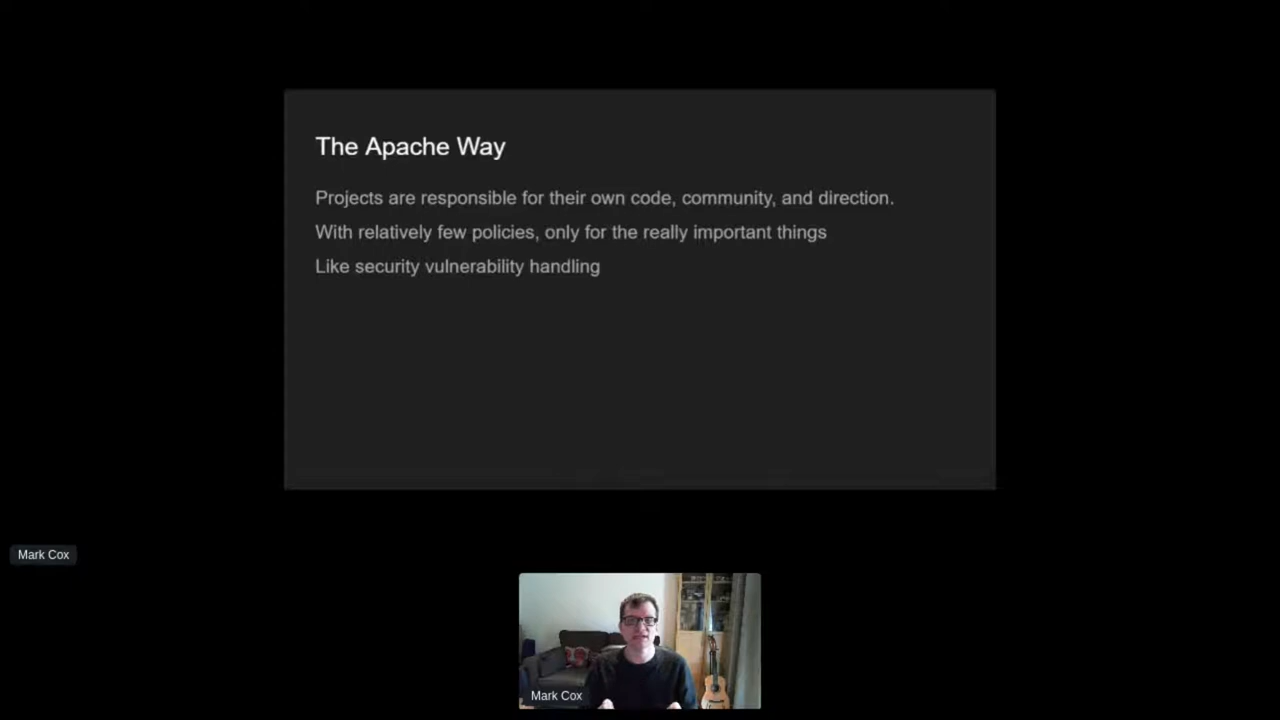 The Apache Way
Projects are responsible for their own code, community, and direction.
With relatively few policies, only for the really important things
Like security vulnerability handling
Mark Cox
Mark Cox